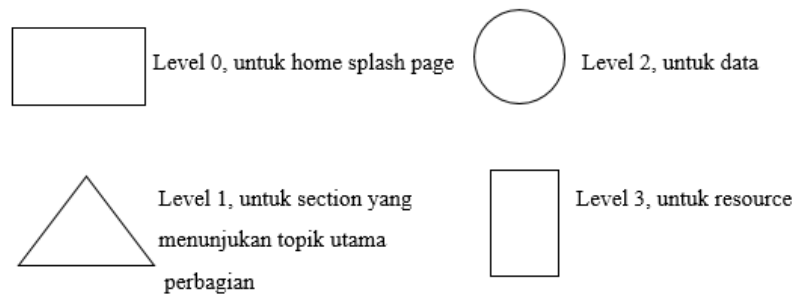 Level 0, untuk home splash page
Level 2, untuk data
Level 1, untuk section yang
menunjukan topik utama
perbagian
Level 3, untuk resource